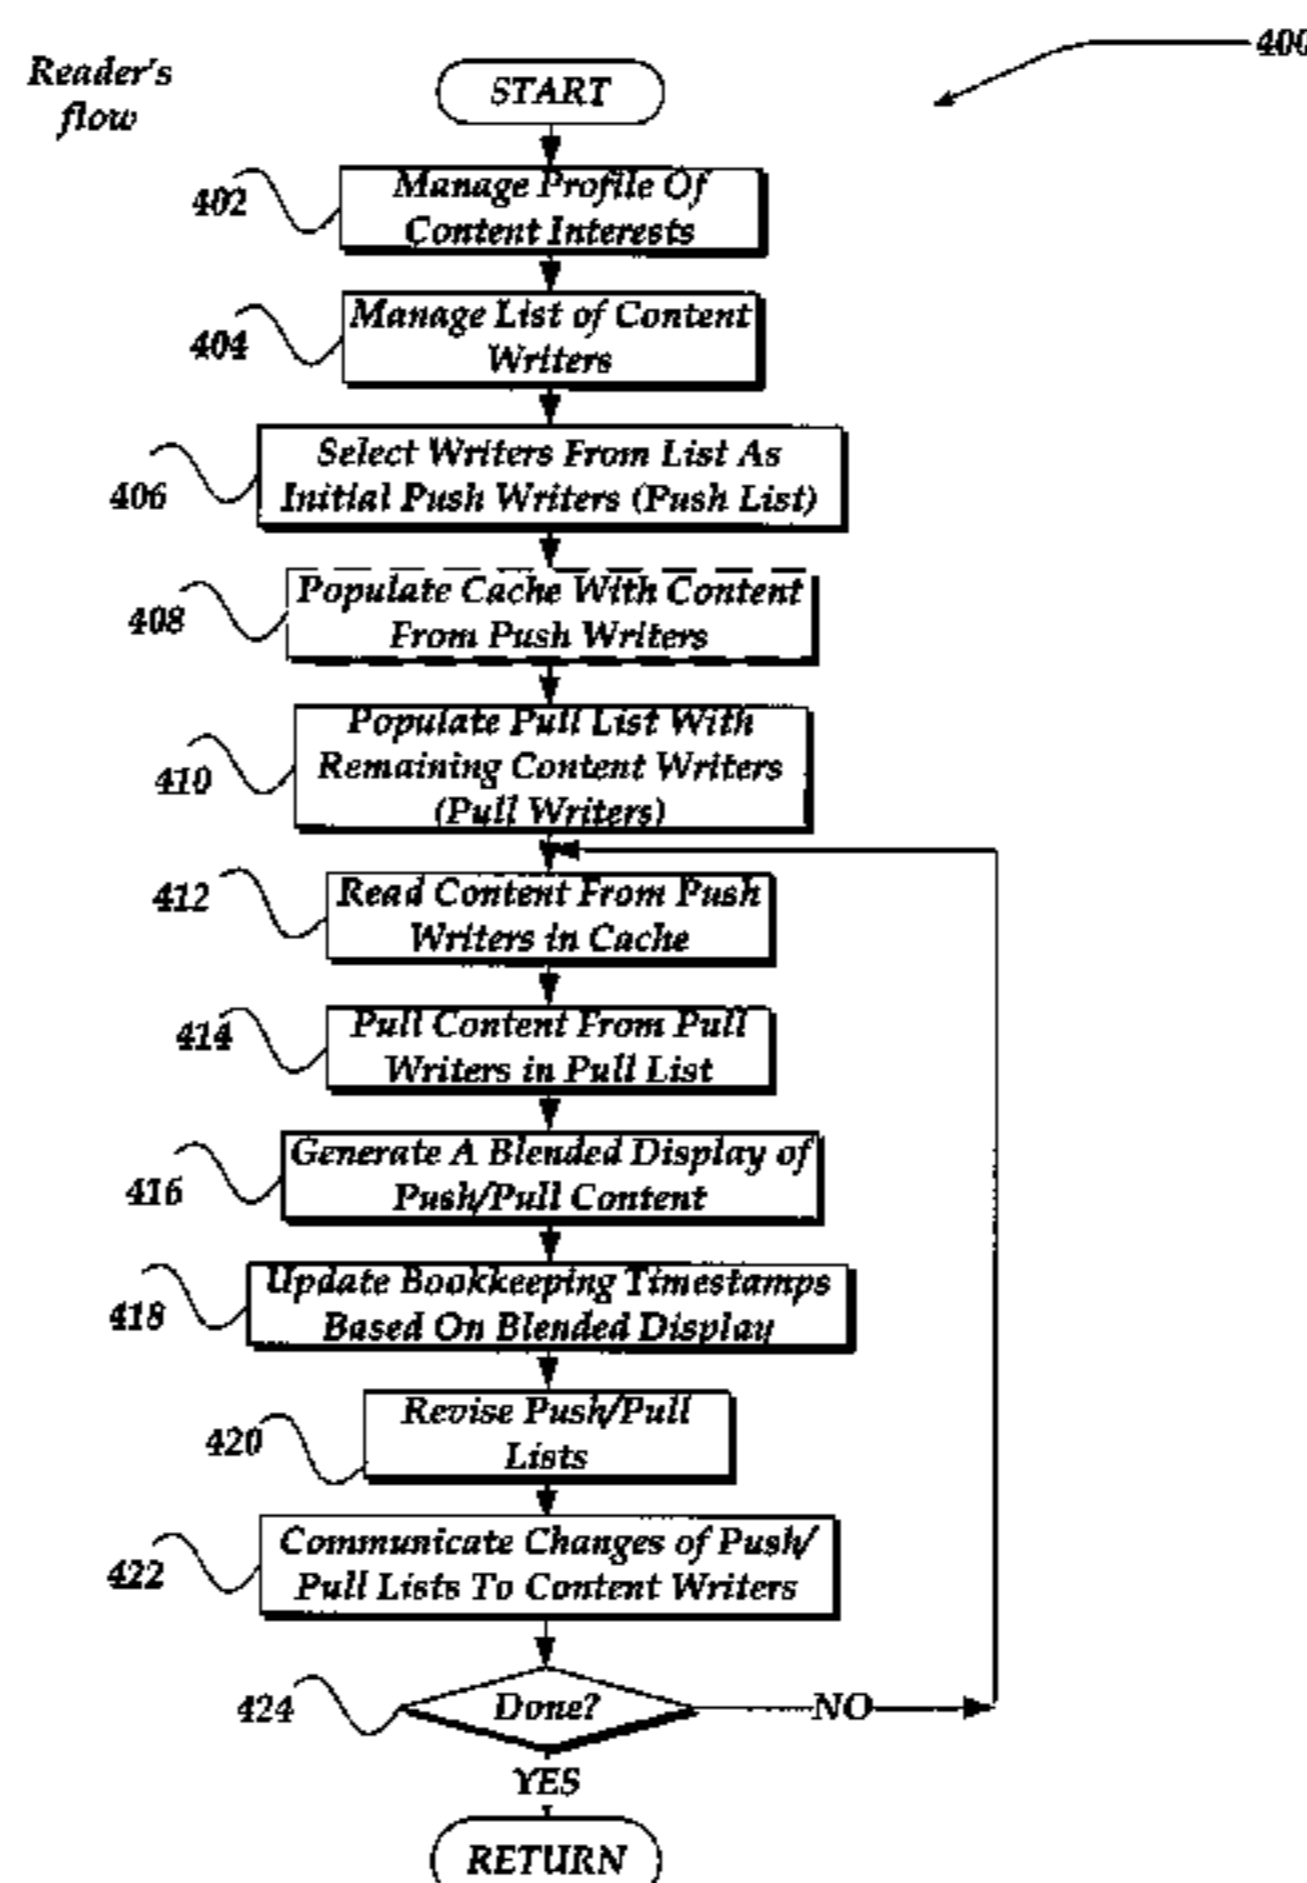 Reader's
flow
400
START
402
Manage Profile Of
Content Interests
404
Manage List of Content
Writers
406
Select Writers From List As
Initial Push Writers (Push List)
408
Populate Cache With Content
From Push Writers
410
Populate Pull List With
Remaining Content Writers
(Pull Writers)
412
Read Content From Push
Writers in Cache
414
Pull Content From Pull
Writers in Pull List
416
Generate A Blended Display of
Push/Pull Content
418
Update Bookkeeping Timestamps
Based On Blended Display
420
Revise Push/Pull
Lists
422
Communicate Changes of Push/
Pull Lists To Content Writers
424
Done?
NO
YES
RETURN